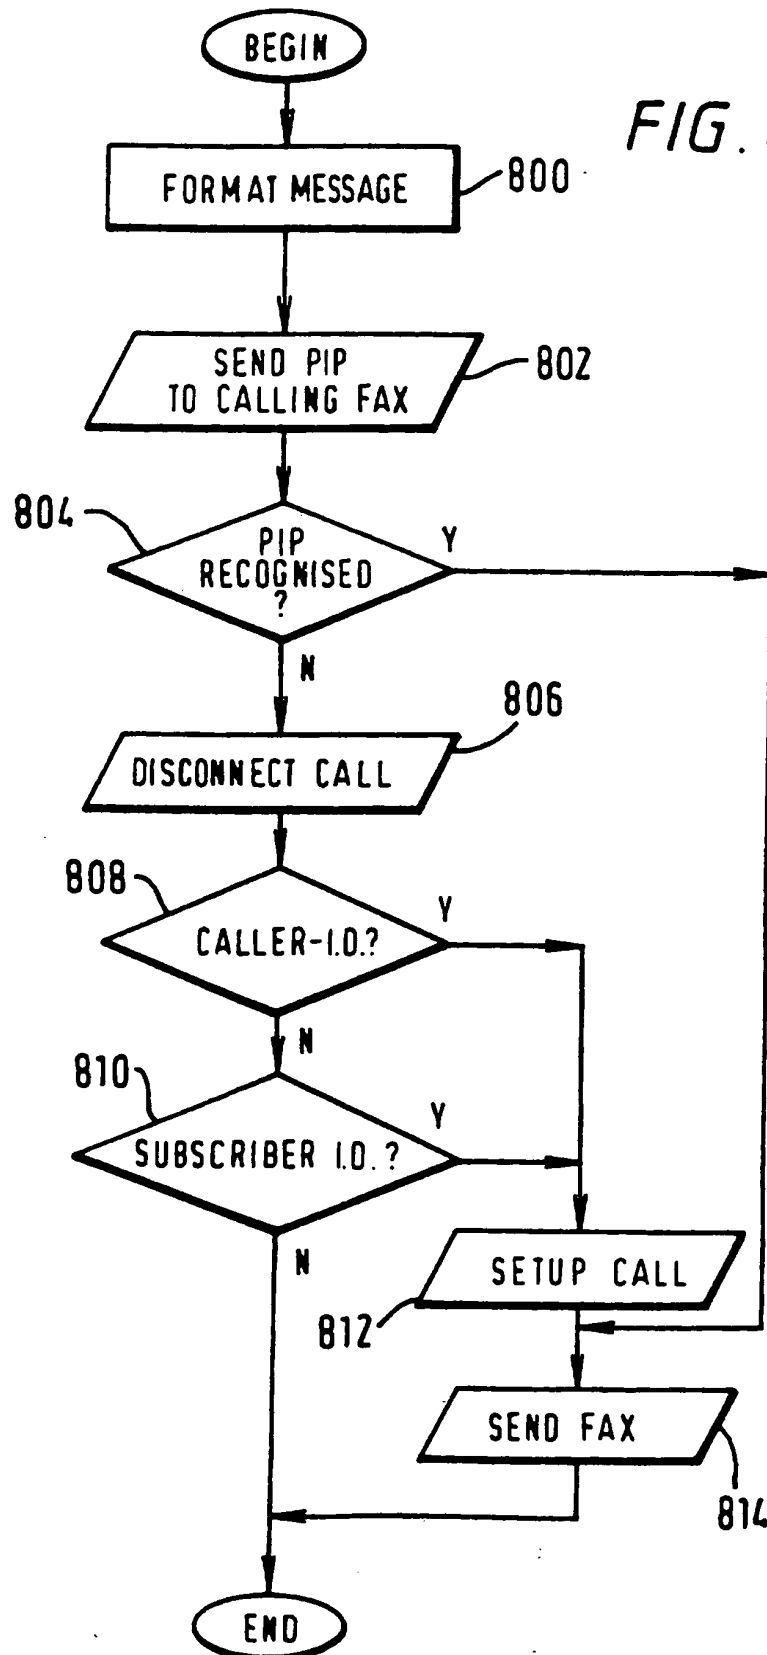 BEGIN
FIG.
FORMAT MESSAGE
800
SEND PIP
TO CALLING FAX
802
804
PIP
RECOGNISED
?
Y
N
806
DISCONNECT CALL
808
CALLER-I.D.?
Y
N
810
SUBSCRIBER I.D.?
Y
N
SETUP CALL
812
SEND FAX
814
END